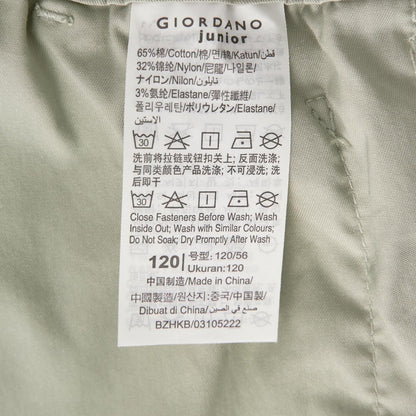 GIORDANO
junior
65%棉/Cotton/棉/면/綿/Katun/قطن
32%锦纶/Nylon/尼龍/나일론/
ナイロン/Nilon/نايلون
3%氨纶/Elastane/彈性纖維/
폴리우레탄/ポリウレタン/Elastane/
الاستين
30
洗前将拉链或钮扣关上; 反面洗涤;
与同类颜色产品洗涤; 不可浸洗; 洗
后即干
30
Close Fasteners Before Wash; Wash
Inside Out; Wash with Similar Colours;
Do Not Soak; Dry Promptly After Wash
120 号型: 120/56
Ukuran: 120
中国制造/Made in China/
中國製造/원산지: 중국/中国製/
Dibuat di China/صنع في الصين
BZHKB/03105222